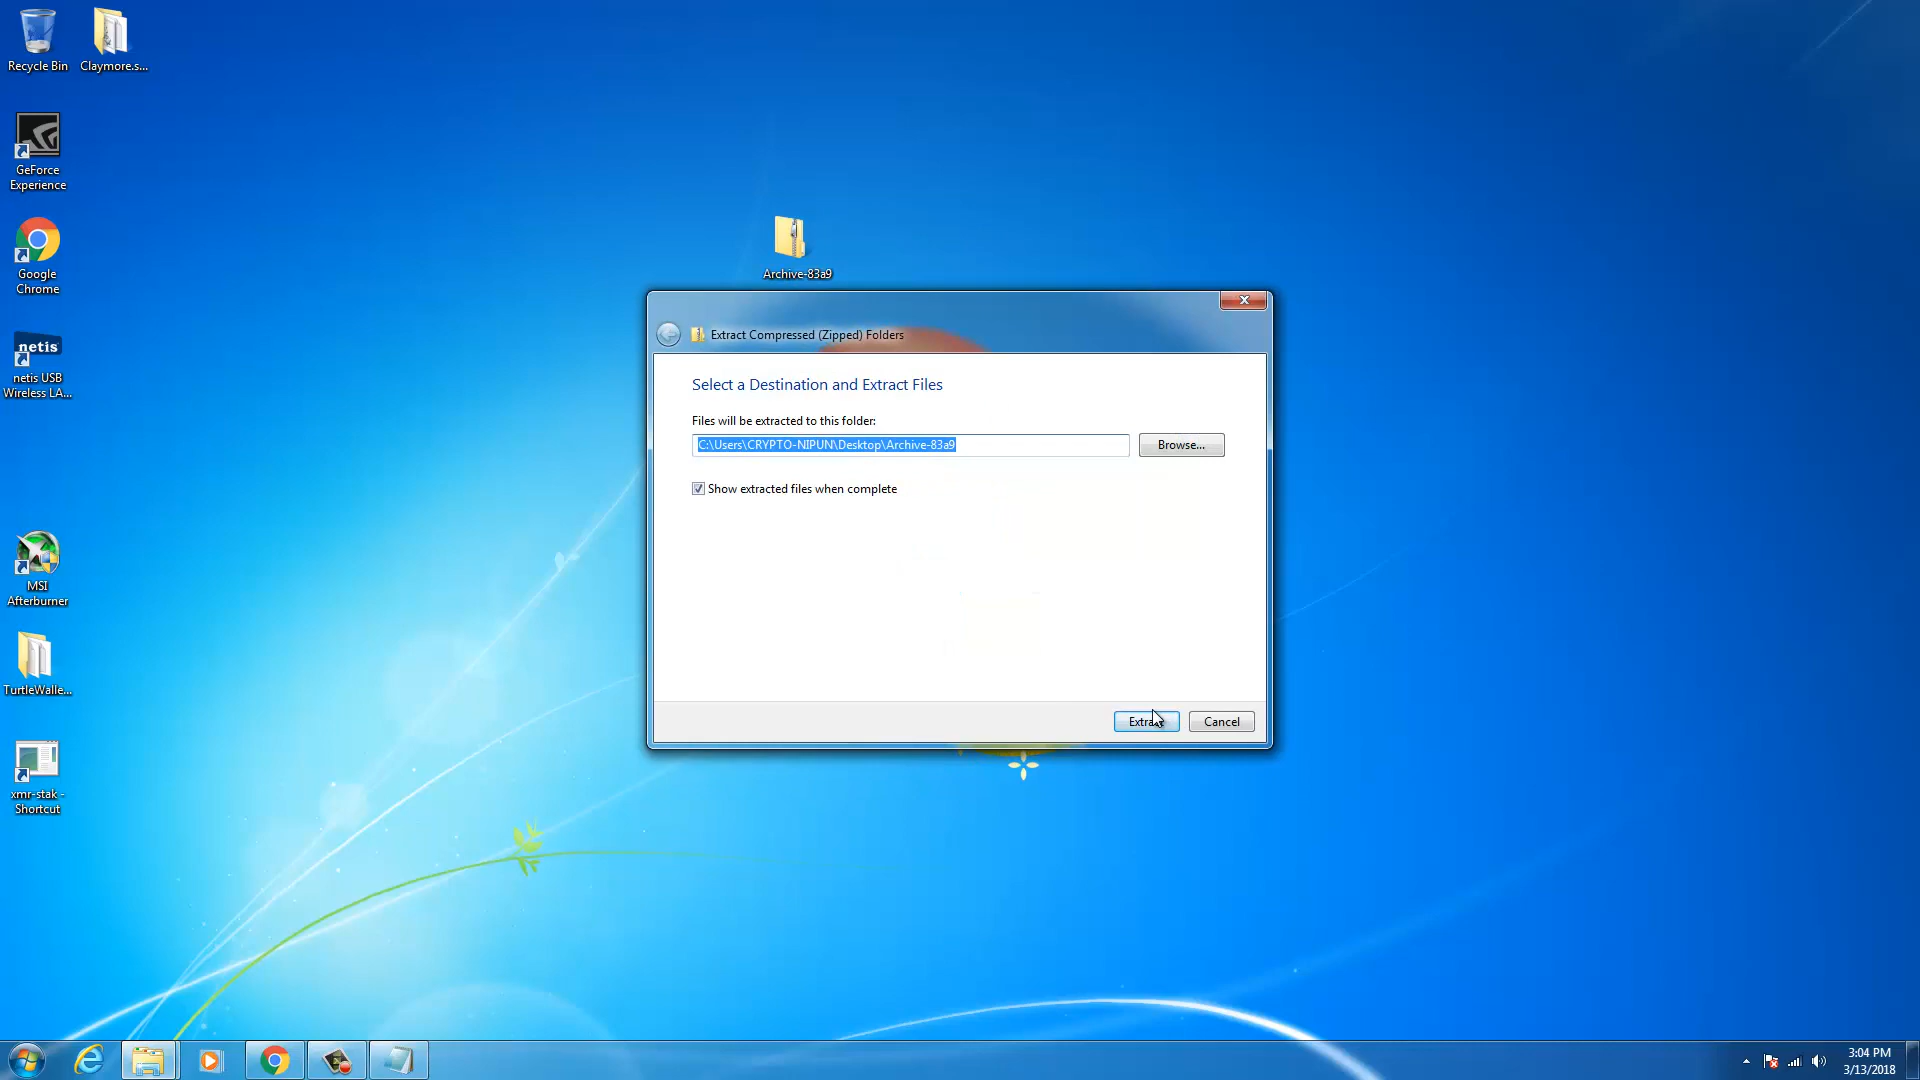 Recycle Bin
Claymore.s...
GeForce
Experience
Google
Chrome
netis
netis USB
Wireless LA...
MSI
Afterburner
TurtleWalle...
xmr-stak -
Shortcut
Archive-83a9
Extract Compressed (Zipped) Folders
Select a Destination and Extract Files
Files will be extracted to this folder:
C:\Users\CRYPTO-NIPUN\Desktop\Archive-83a9
Browse...
Show extracted files when complete
Extract
Cancel
3:04 PM
3/13/2018